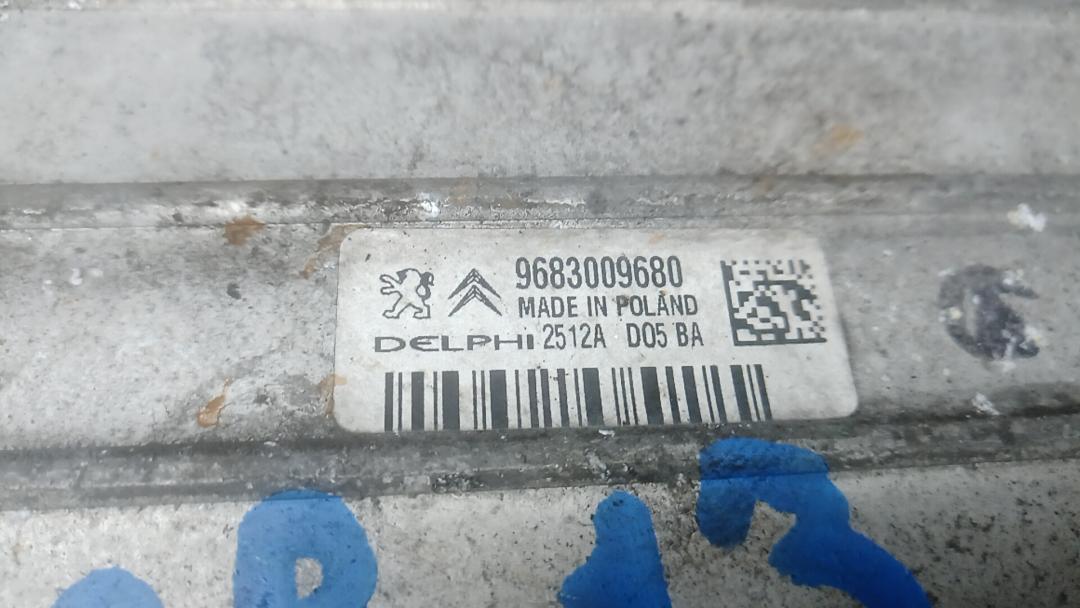 9683009680
MADE IN POLAND
DELPHI 2512A D05 BA